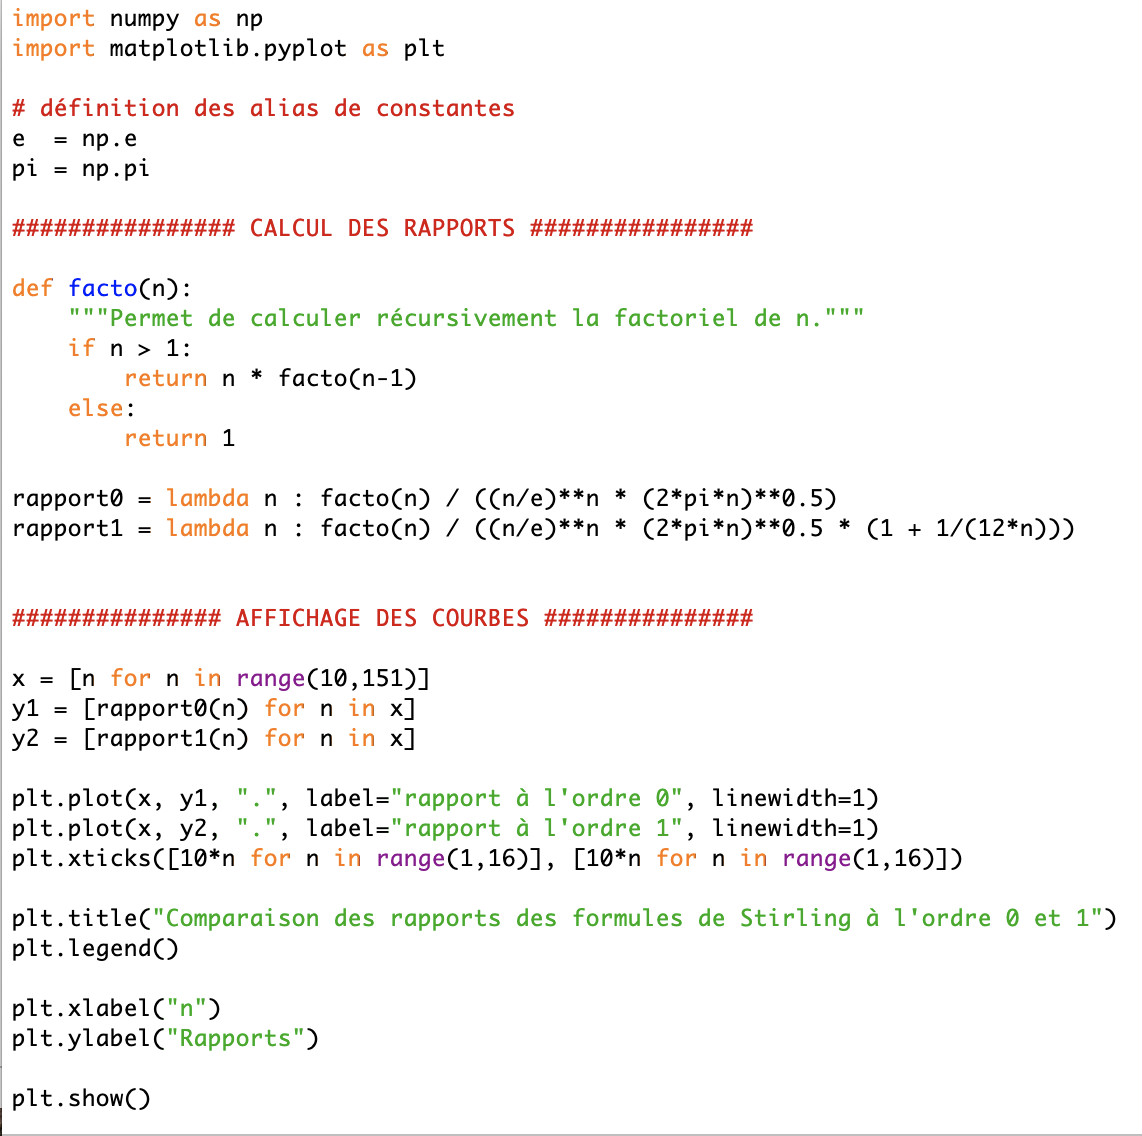 import numpy as np
import matplotlib.pyplot as plt
# définition des alias de constantes
e  = np.e
pi = np.pi
################ CALCUL DES RAPPORTS ################
def facto(n):
    """Permet de calculer récursivement la factoriel de n."""
    if n > 1:
        return n * facto(n-1)
    else:
        return 1
rapport0 = lambda n : facto(n) / ((n/e)**n * (2*pi*n)**0.5)
rapport1 = lambda n : facto(n) / ((n/e)**n * (2*pi*n)**0.5 * (1 + 1/(12*n)))
############### AFFICHAGE DES COURBES ###############
x = [n for n in range(10,151)]
y1 = [rapport0(n) for n in x]
y2 = [rapport1(n) for n in x]
plt.plot(x, y1, ".", label="rapport à l'ordre 0", linewidth=1)
plt.plot(x, y2, ".", label="rapport à l'ordre 1", linewidth=1)
plt.xticks([10*n for n in range(1,16)], [10*n for n in range(1,16)])
plt.title("Comparaison des rapports des formules de Stirling à l'ordre 0 et 1")
plt.legend()
plt.xlabel("n")
plt.ylabel("Rapports")
plt.show()